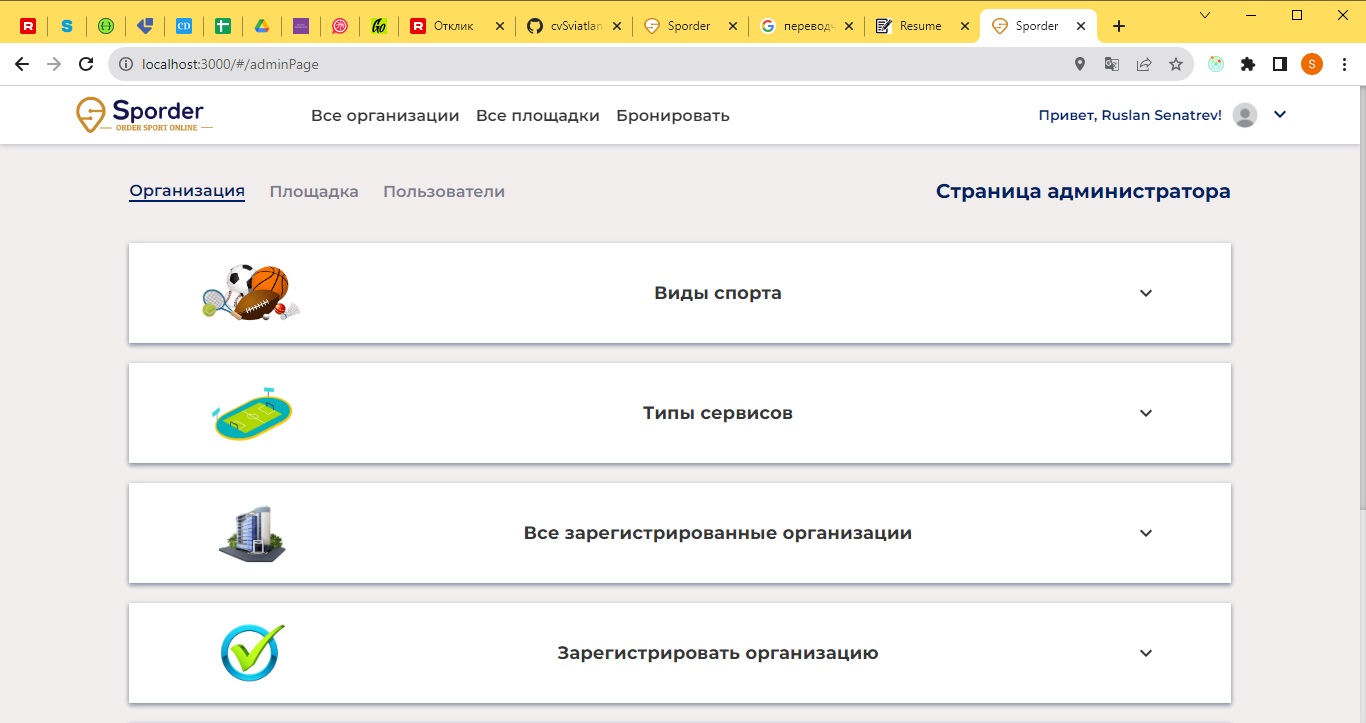 Отклик
cvSviatlan
Sporder
перевод
Resume
Sporder
localhost:3000/#/adminPage
S
Sporder
ORDER SPORT ONLINE
Все организации
Все площадки
Бронировать
Привет, Ruslan Senatrev!
Организация
Площадка
Пользователи
Страница администратора
Виды спорта
Типы сервисов
Все зарегистрированные организации
Зарегистрировать организацию